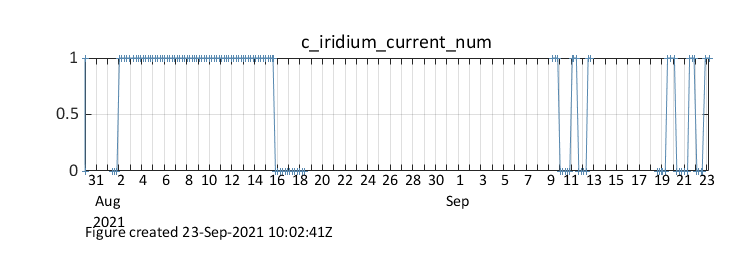 c_iridium_current_num
1
0.5
0
31 2 4 6 8 10 12 14 16 18 20 22 24 26 28 30 1 3 5 7 9 11 13 15 17 19 21 23
Aug Sep
2021
Figure created 23-Sep-2021 10:02:41Z